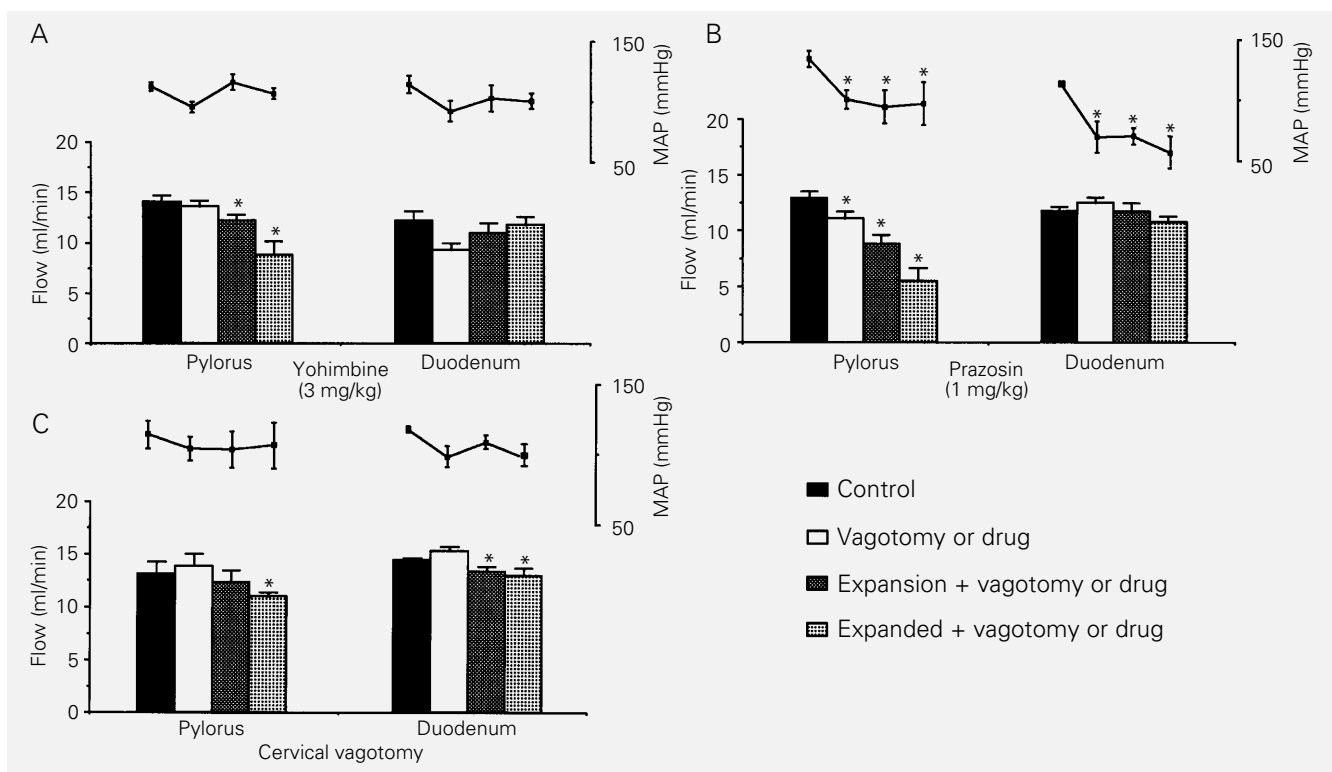 A
150
MAP (mmHg)
50
20
15
10
5
0
Flow (ml/min)
* *
Pylorus Duodenum
Yohimbine
(3 mg/kg)
B
150
MAP (mmHg)
50
* * *
* * *
20
15
10
5
0
Flow (ml/min)
* * *
Pylorus Duodenum
Prazosin
(1 mg/kg)
C
150
MAP (mmHg)
50
20
15
10
5
0
Flow (ml/min)
* * *
Pylorus Duodenum
Cervical vagotomy
Control
Vagotomy or drug
Expansion + vagotomy or drug
Expanded + vagotomy or drug